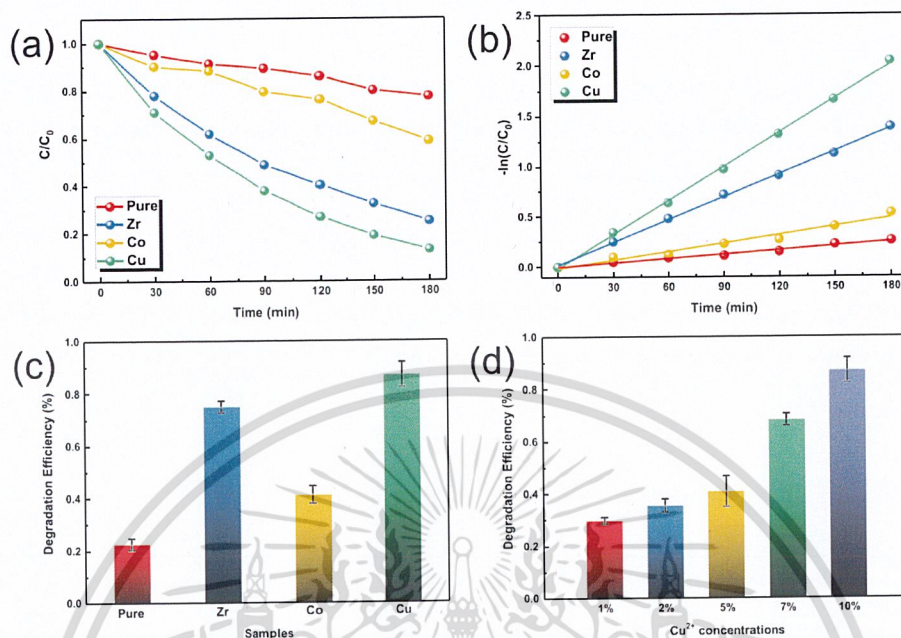 (a)
C/C₀
1.0
0.8
0.6
0.4
0.2
0.0
Pure
Zr
Co
Cu
0 30 60 90 120 150 180
Time (min)
(b)
-ln(C/C₀)
2.5
2.0
1.5
1.0
0.5
0.0
Pure
Zr
Co
Cu
0 30 60 90 120 150 180
Time (min)
(c)
Degradation Efficiency (%)
1.0
0.8
0.6
0.4
0.2
0.0
Pure Zr Co Cu
Samples
(d)
Degradation Efficiency (%)
1.0
0.8
0.6
0.4
0.2
0.0
1% 2% 5% 7% 10%
Cu²⁺ concentrations